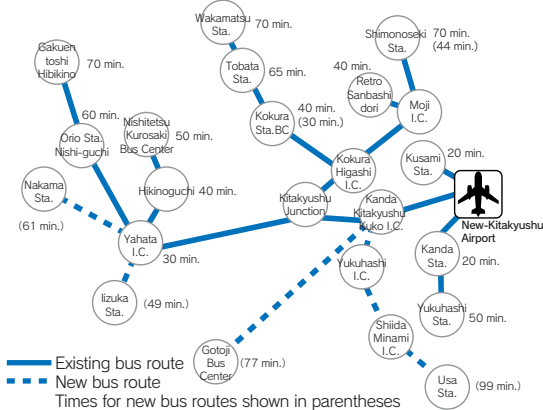 Wakamatsu
Sta.
70 min.
Shimonoseki
Sta.
70 min.
(44 min.)
Gakuen
toshi
Hibikino
70 min.
Tobata
Sta.
65 min.
40 min.
Retro
Sanbashi
dori
Moji
I.C.
60 min.
Orio Sta.
Nishi-guchi
Nishitetsu
Kurosaki
Bus Center
50 min.
Kokura
Sta.BC
40 min.
(30 min.)
Kokura
Higashi
I.C.
Kusami
Sta.
20 min.
Nakama
Sta.
(61 min.)
Hikinoguchi
40 min.
Kitakyushu
Junction
Kanda
Kitakyushu
Kuko I.C.
New-Kitakyushu
Airport
Yahata
I.C.
30 min.
Kanda
Sta.
20 min.
Yukuhashi
I.C.
Iizuka
Sta.
(49 min.)
Yukuhashi
Sta.
50 min.
Shiida
Minami
I.C.
Gotoji
Bus
Center
(77 min.)
Usa
Sta.
(99 min.)
Existing bus route
New bus route
Times for new bus routes shown in parentheses